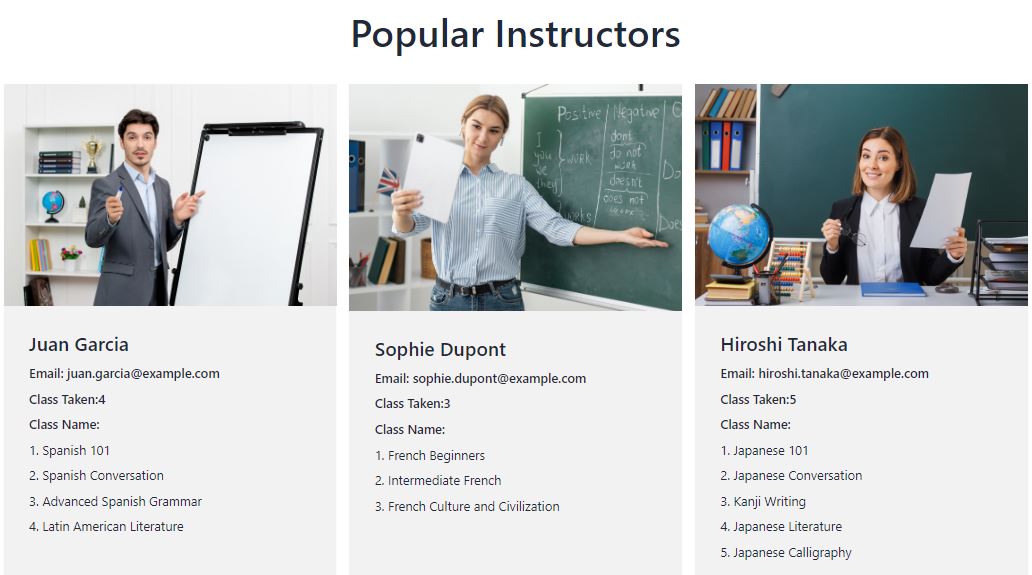 Popular Instructors
Positive Negative
I
you
we
they
work
dont
do not
work
works
doesn't
does not
work
Juan Garcia
Email: juan.garcia@example.com
Class Taken:4
Class Name:
1. Spanish 101
2. Spanish Conversation
3. Advanced Spanish Grammar
4. Latin American Literature
Sophie Dupont
Email: sophie.dupont@example.com
Class Taken:3
Class Name:
1. French Beginners
2. Intermediate French
3. French Culture and Civilization
Hiroshi Tanaka
Email: hiroshi.tanaka@example.com
Class Taken:5
Class Name:
1. Japanese 101
2. Japanese Conversation
3. Kanji Writing
4. Japanese Literature
5. Japanese Calligraphy